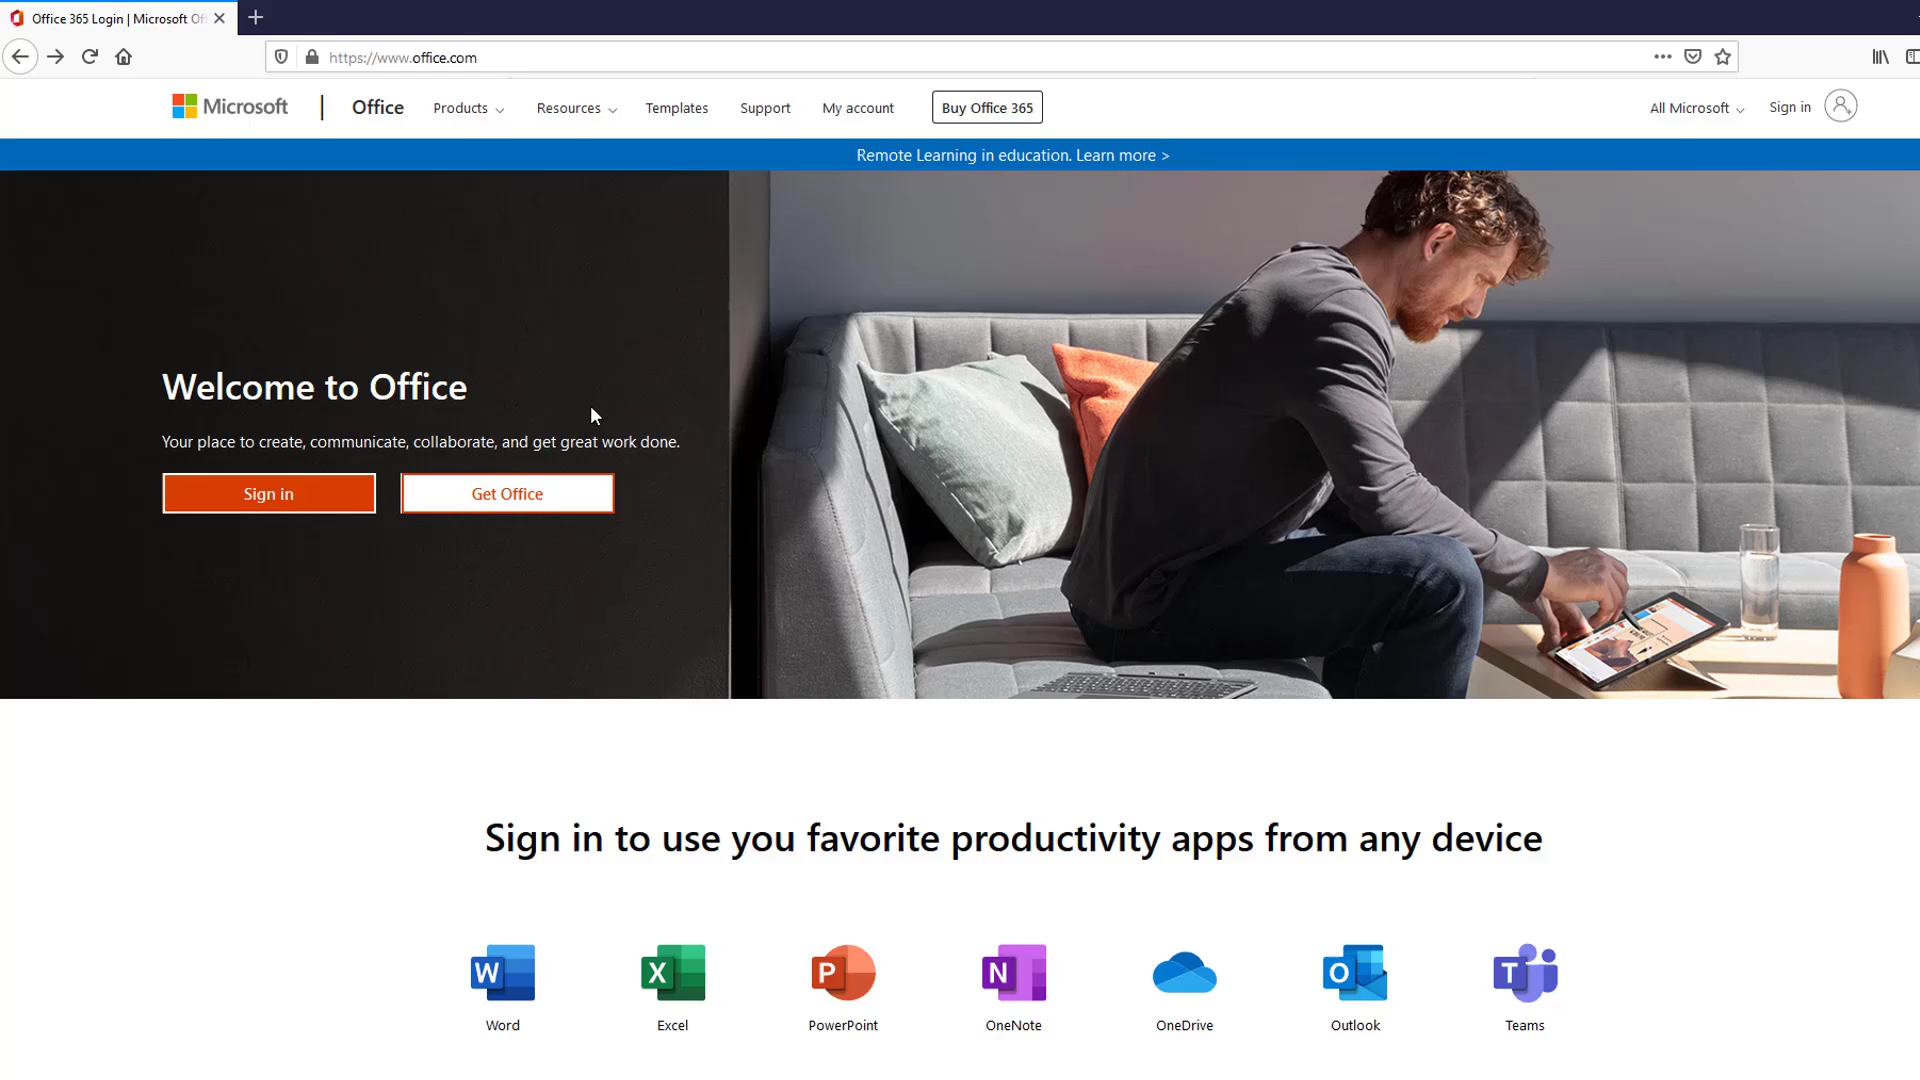 Office 365 Login | Microsoft Of
https://www.office.com
Microsoft | Office Products Resources Templates Support My account Buy Office 365 All Microsoft Sign in
Remote Learning in education. Learn more >
Welcome to Office
Your place to create, communicate, collaborate, and get great work done.
Sign in Get Office
Sign in to use you favorite productivity apps from any device
W X P N O T
Word Excel PowerPoint OneNote OneDrive Outlook Teams